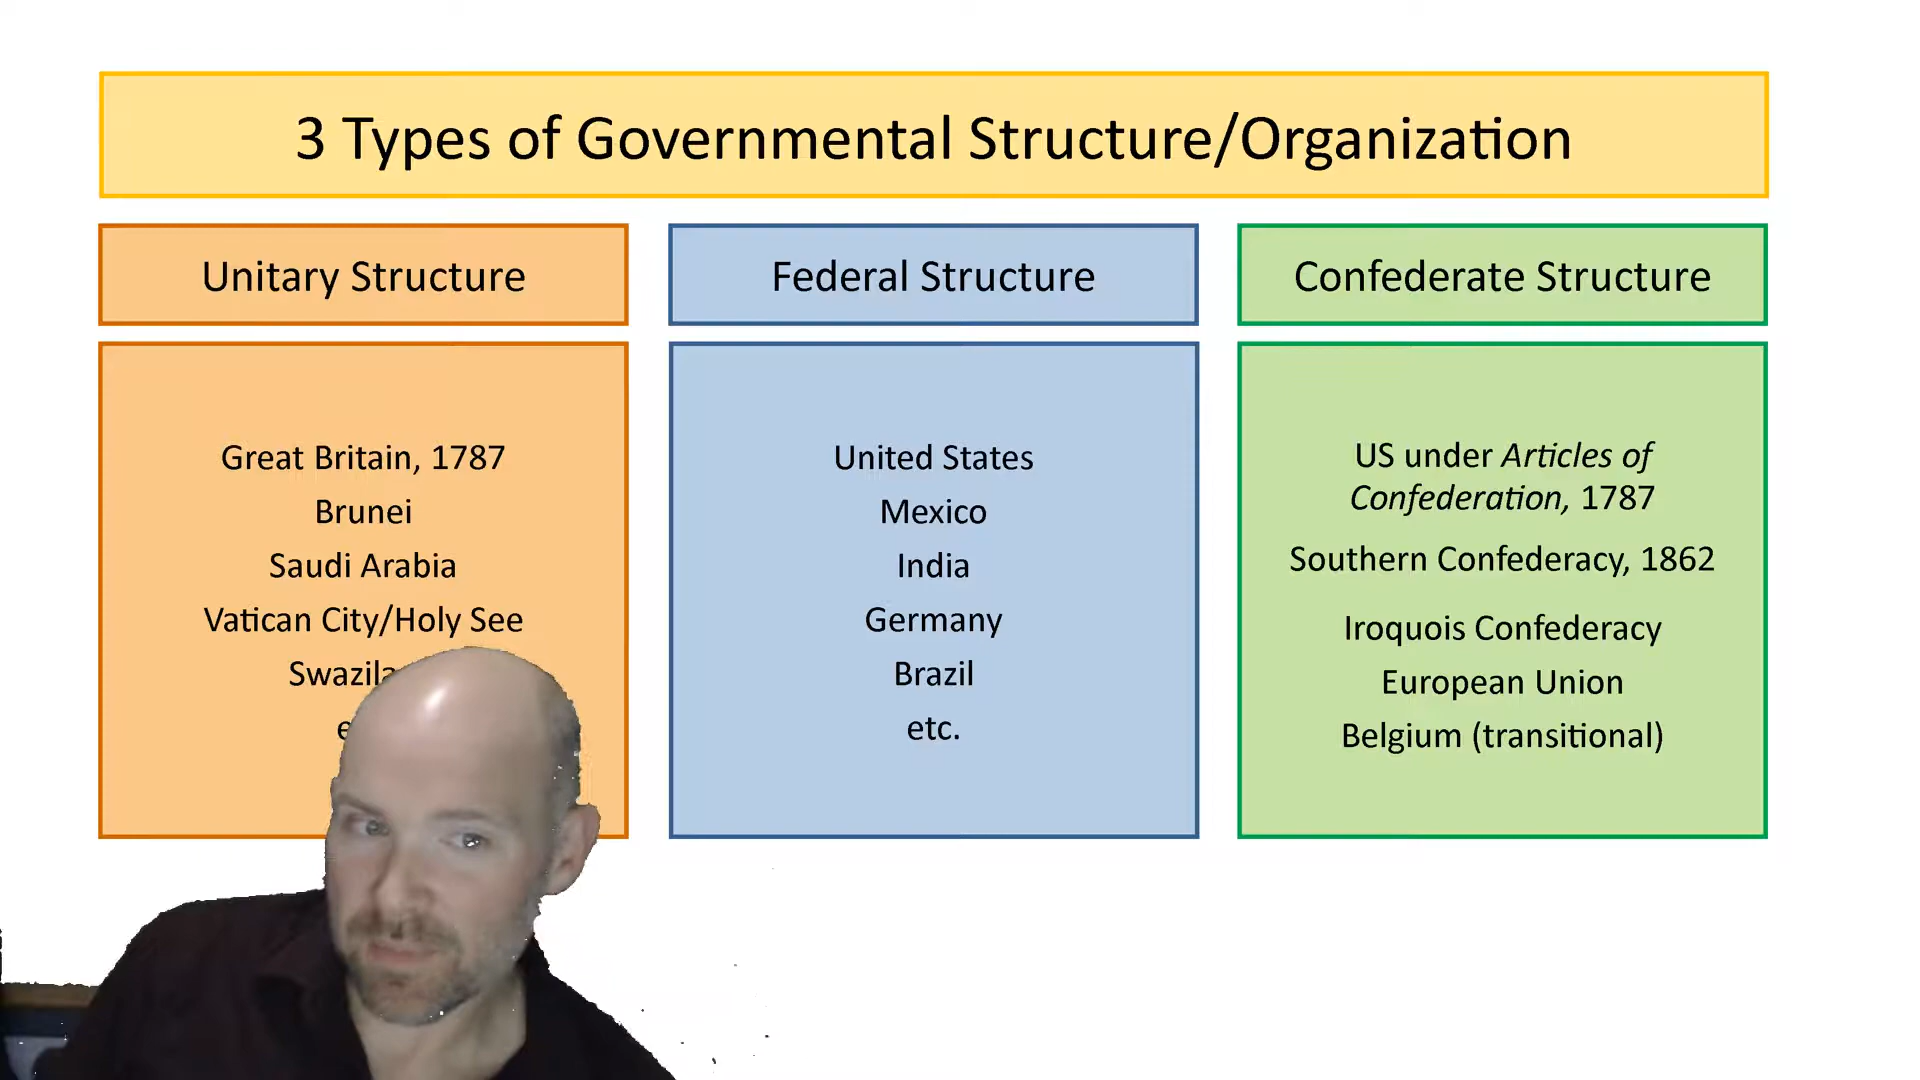 3 Types of Governmental Structure/Organization
Unitary Structure
Great Britain, 1787
Brunei
Saudi Arabia
Vatican City/Holy See
Federal Structure
United States
Mexico
India
Germany
Brazil
etc.
Confederate Structure
US under Articles of
Confederation, 1787
Southern Confederacy, 1862
Iroquois Confederacy
European Union
Belgium (transitional)